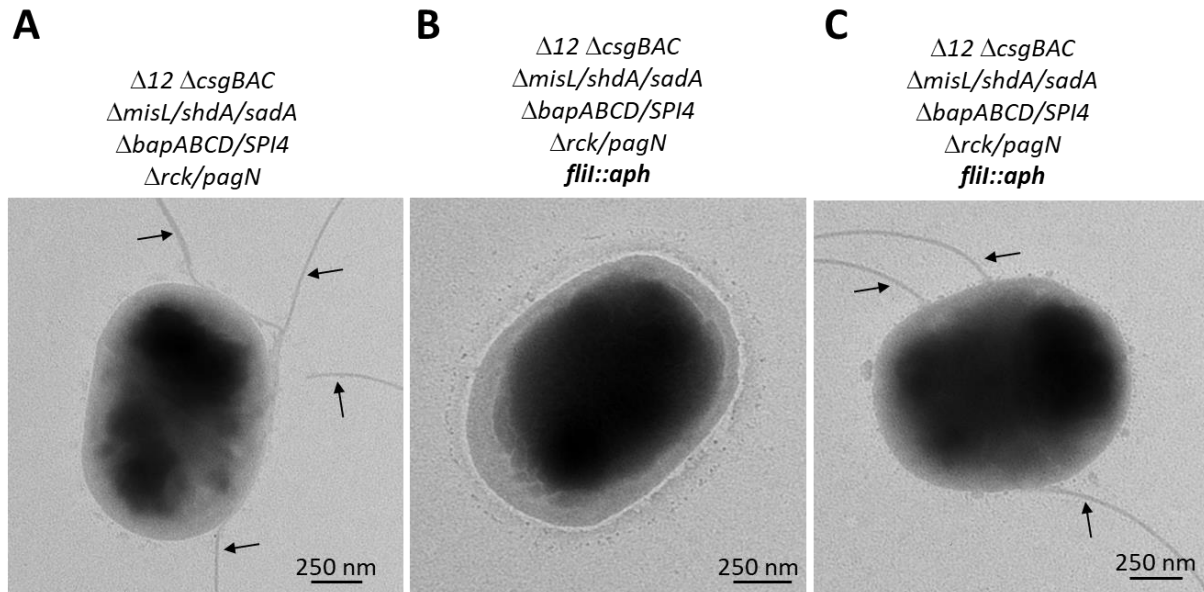 A
Δ12 ΔcsgBAC
ΔmisL/shdA/sadA
ΔbapABCD/SPI4
Δrck/pagN
250 nm
B
Δ12 ΔcsgBAC
ΔmisL/shdA/sadA
ΔbapABCD/SPI4
Δrck/pagN
fliI::aph
250 nm
C
Δ12 ΔcsgBAC
ΔmisL/shdA/sadA
ΔbapABCD/SPI4
Δrck/pagN
fliI::aph
250 nm